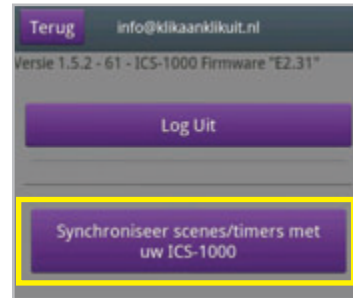 Terug info@klikaanklikuit.nl
Versie 1.5.2 - 61 - ICS-1000 Firmware "E2.31"
Log Uit
Synchroniseer scenes/timers met
uw ICS-1000